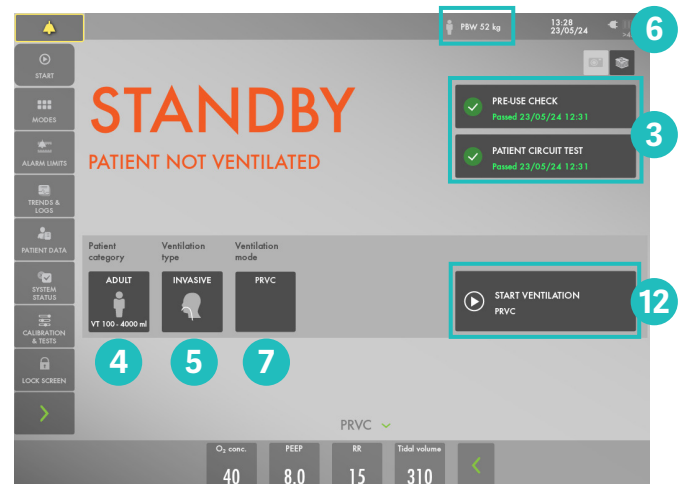 PBW 52 kg
13:28
23/05/24
6
START
MODES
ALARM LIMITS
TRENDS &
LOGS
PATIENT DATA
SYSTEM
STATUS
CALIBRATION
& TESTS
LOCK SCREEN
STANDBY
PATIENT NOT VENTILATED
PRE-USE CHECK
Passed 23/05/24 12:31
PATIENT CIRCUIT TEST
Passed 23/05/24 12:31
3
Patient
category
Ventilation
type
Ventilation
mode
ADULT
VT 100 - 4000 ml
INVASIVE
PRVC
4
5
7
START VENTILATION
PRVC
12
PRVC
O₂ conc.
40
PEEP
8.0
RR
15
Tidal volume
310